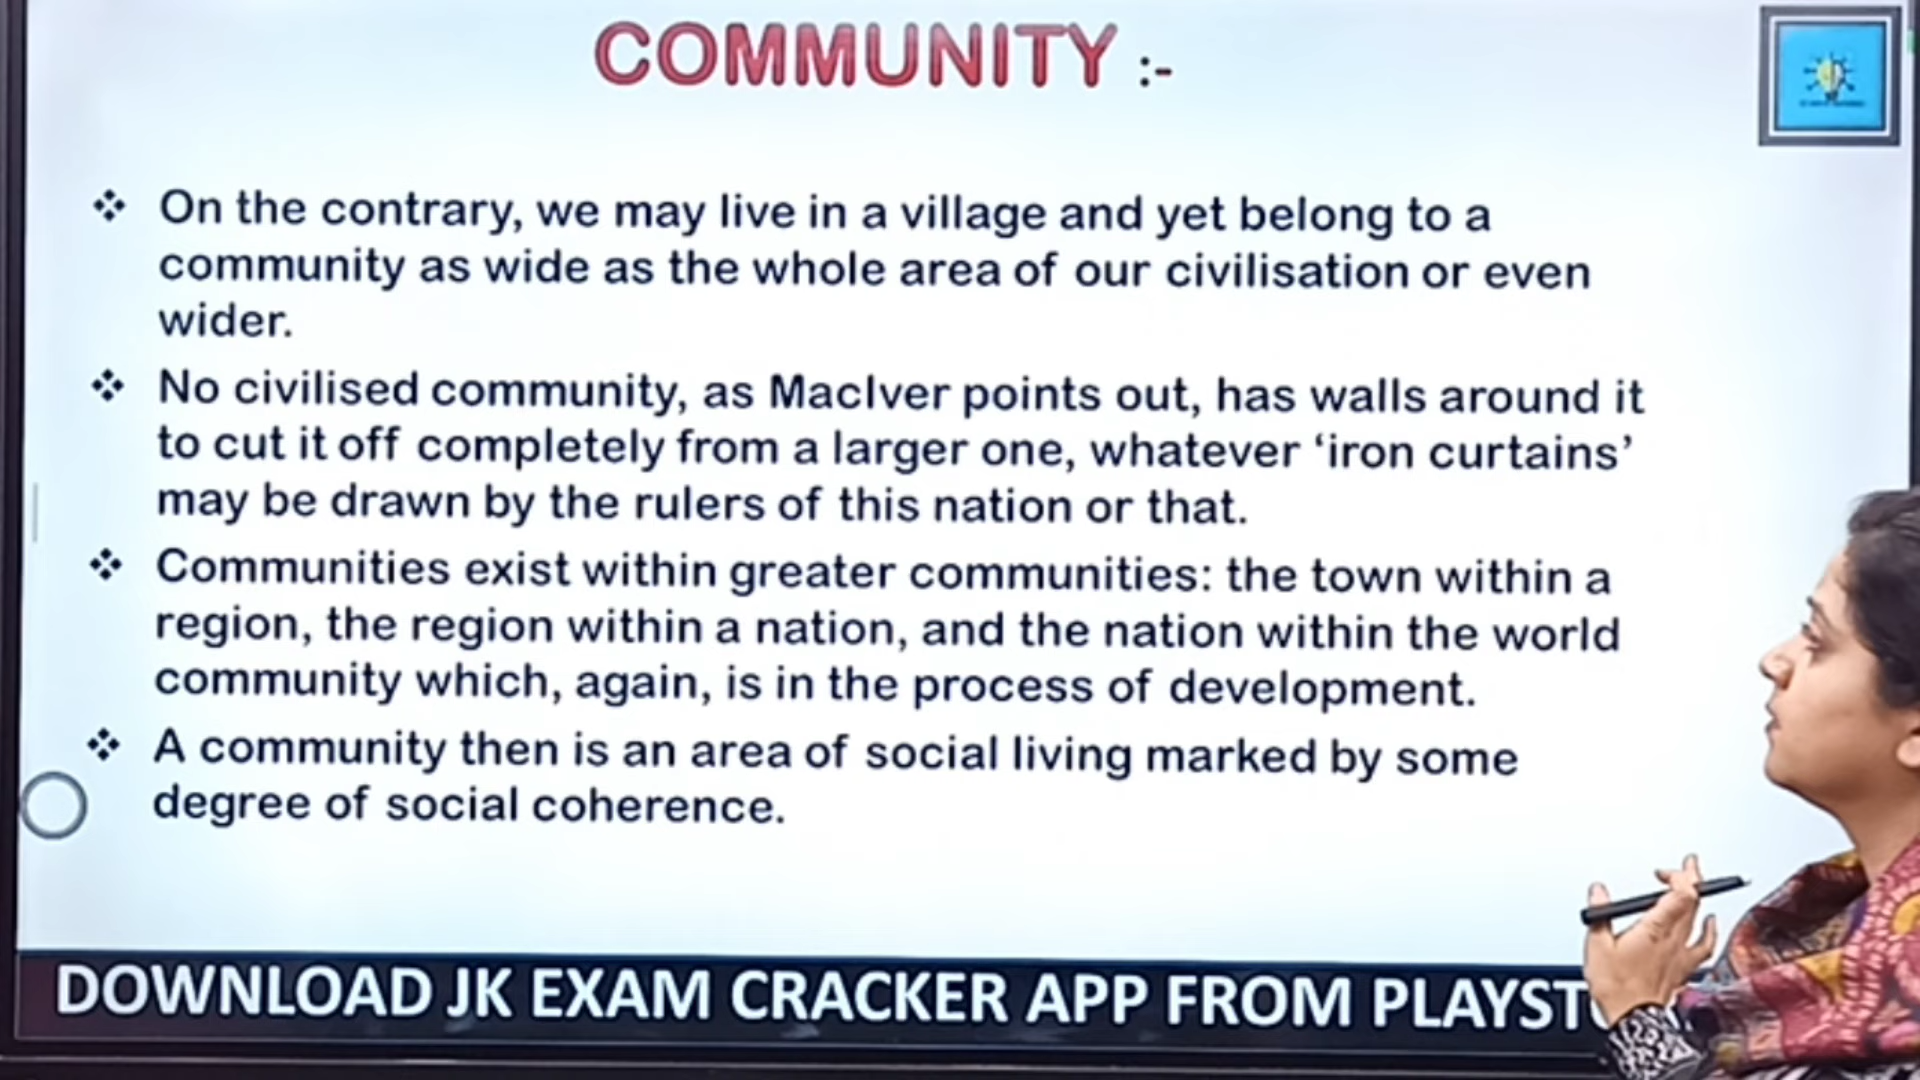 COMMUNITY :-
❖ On the contrary, we may live in a village and yet belong to a
community as wide as the whole area of our civilisation or even
wider.
❖ No civilised community, as MacIver points out, has walls around it
to cut it off completely from a larger one, whatever ‘iron curtains’
may be drawn by the rulers of this nation or that.
❖ Communities exist within greater communities: the town within a
region, the region within a nation, and the nation within the world
community which, again, is in the process of development.
❖ A community then is an area of social living marked by some
degree of social coherence.
DOWNLOAD JK EXAM CRACKER APP FROM